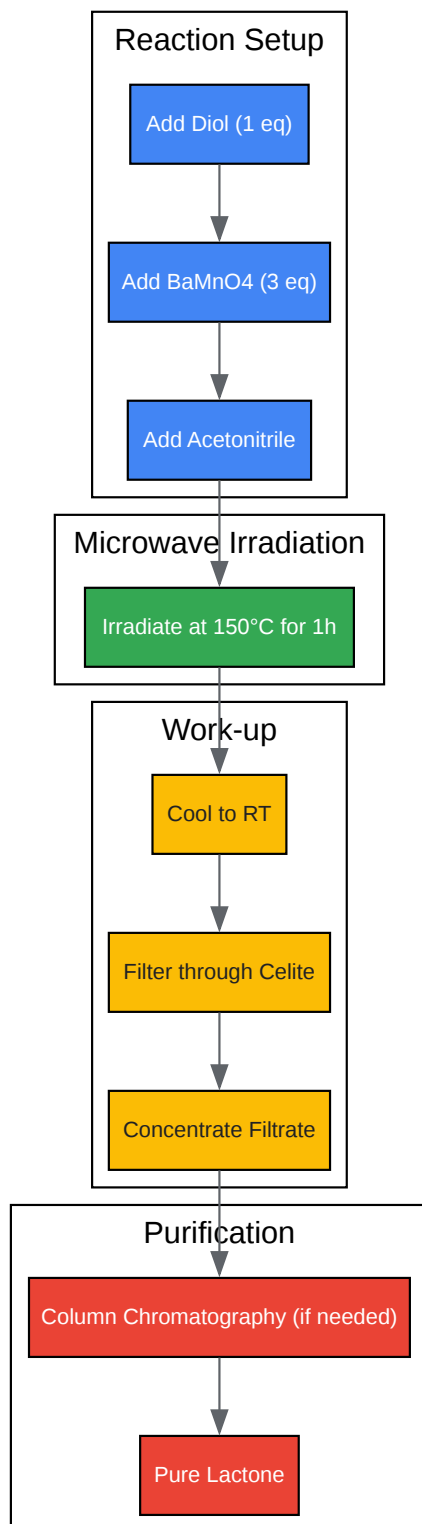 Reaction Setup
Add Diol (1 eq)
Add BaMnO4 (3 eq)
Add Acetonitrile
Microwave Irradiation
Irradiate at 150°C for 1h
Work-up
Cool to RT
Filter through Celite
Concentrate Filtrate
Purification
Column Chromatography (if needed)
Pure Lactone